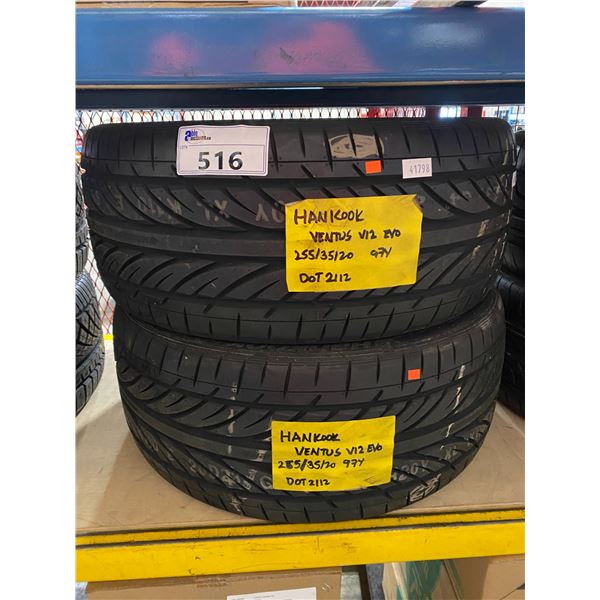 516
41798
HANKOOK
VENTUS V12 EVO
255/35/20 97Y
DOT 2112
HANKOOK
VENTUS V12 EVO
255/35/20 97Y
DOT 2112